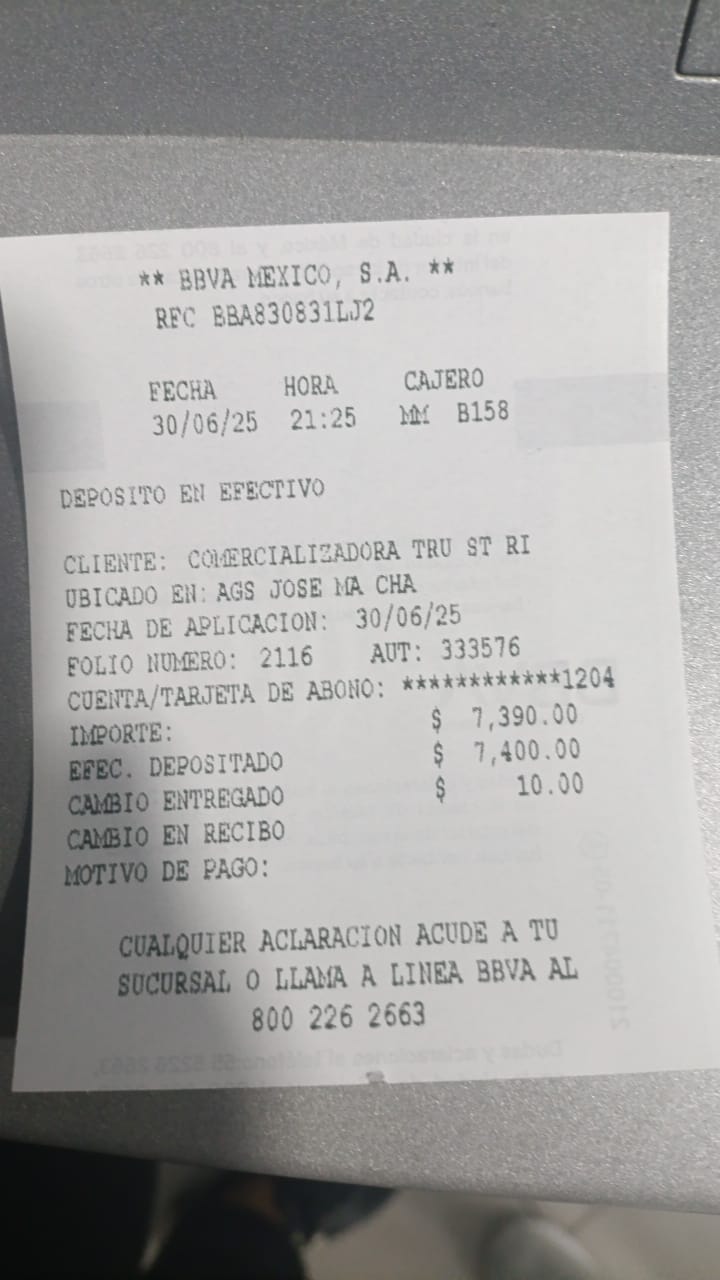 ** BBVA MEXICO, S.A. **
RFC BBA830831LJ2
FECHA HORA CAJERO
30/06/25 21:25 MM B158
DEPOSITO EN EFECTIVO
CLIENTE: COMERCIALIZADORA TRU ST RI
UBICADO EN: AGS JOSE MA CHA
FECHA DE APLICACION: 30/06/25
FOLIO NUMERO: 2116 AUT: 333576
CUENTA/TARJETA DE ABONO: ************1204
IMPORTE: $ 7,390.00
EFEC. DEPOSITADO $ 7,400.00
CAMBIO ENTREGADO $ 10.00
CAMBIO EN RECIBO
MOTIVO DE PAGO:
CUALQUIER ACLARACION ACUDE A TU
SUCURSAL O LLAMA A LINEA BBVA AL
800 226 2663